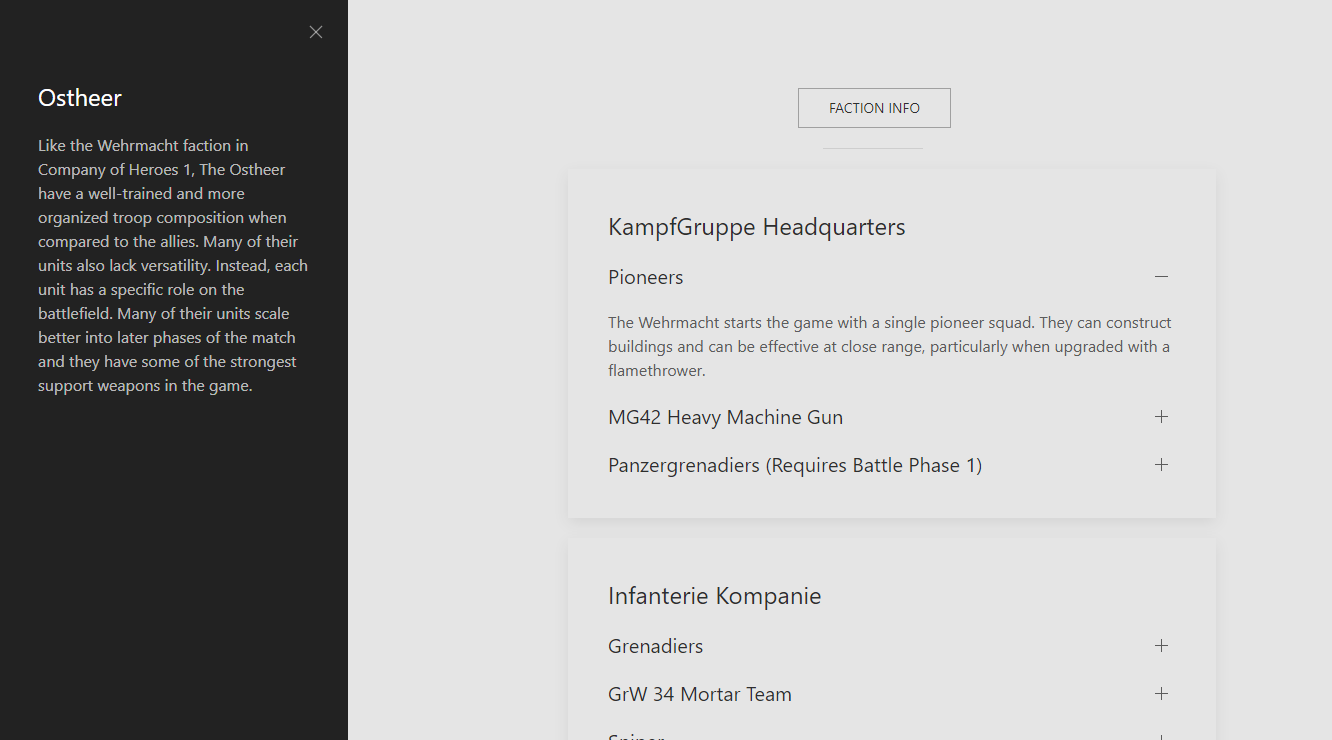 Ostheer
Like the Wehrmacht faction in
Company of Heroes 1, The Ostheer
have a well-trained and more
organized troop composition when
compared to the allies. Many of their
units also lack versatility. Instead, each
unit has a specific role on the
battlefield. Many of their units scale
better into later phases of the match
and they have some of the strongest
support weapons in the game.
FACTION INFO
KampfGruppe Headquarters
Pioneers
The Wehrmacht starts the game with a single pioneer squad. They can construct
buildings and can be effective at close range, particularly when upgraded with a
flamethrower.
MG42 Heavy Machine Gun
Panzergrenadiers (Requires Battle Phase 1)
Infanterie Kompanie
Grenadiers
GrW 34 Mortar Team
Sniper